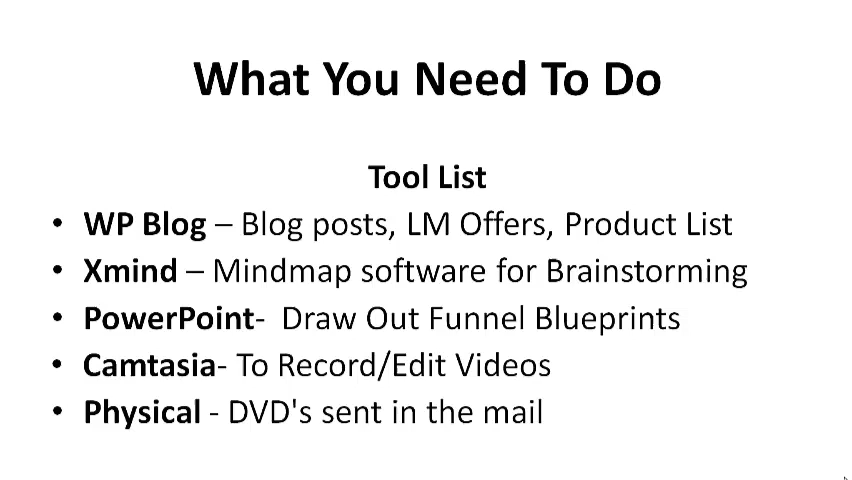 What You Need To Do
Tool List
• WP Blog – Blog posts, LM Offers, Product List
• Xmind – Mindmap software for Brainstorming
• PowerPoint-  Draw Out Funnel Blueprints
• Camtasia- To Record/Edit Videos
• Physical - DVD's sent in the mail